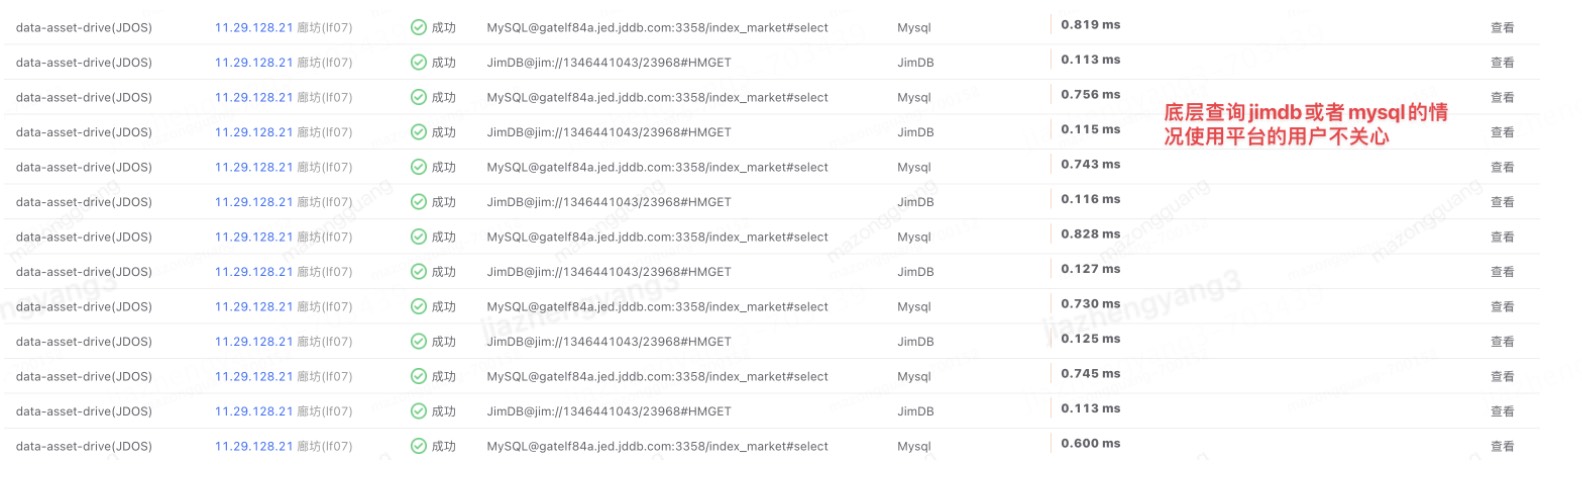 data-asset-drive(JDOS) 11.29.128.21 廊坊(lf07) 成功 MySQL@gatelf84a.jed.jddb.com:3358/index_market#select Mysql 0.819 ms 查看
data-asset-drive(JDOS) 11.29.128.21 廊坊(lf07) 成功 JimDB@jim://1346441043/23968#HMGET JimDB 0.113 ms 查看
data-asset-drive(JDOS) 11.29.128.21 廊坊(lf07) 成功 MySQL@gatelf84a.jed.jddb.com:3358/index_market#select Mysql 0.756 ms 查看
底层查询jimdb或者mysql的情
况使用平台的用户不关心
data-asset-drive(JDOS) 11.29.128.21 廊坊(lf07) 成功 JimDB@jim://1346441043/23968#HMGET JimDB 0.115 ms 查看
data-asset-drive(JDOS) 11.29.128.21 廊坊(lf07) 成功 MySQL@gatelf84a.jed.jddb.com:3358/index_market#select Mysql 0.743 ms 查看
data-asset-drive(JDOS) 11.29.128.21 廊坊(lf07) 成功 JimDB@jim://1346441043/23968#HMGET JimDB 0.116 ms 查看
mazongguang mazongguang mazongguang mazongguang mazongguang
data-asset-drive(JDOS) 11.29.128.21 廊坊(lf07) 成功 MySQL@gatelf84a.jed.jddb.com:3358/index_market#select Mysql 0.828 ms 查看
data-asset-drive(JDOS) 11.29.128.21 廊坊(lf07) 成功 JimDB@jim://1346441043/23968#HMGET JimDB 0.127 ms 查看
data-asset-drive(JDOS) 11.29.128.21 廊坊(lf07) 成功 MySQL@gatelf84a.jed.jddb.com:3358/index_market#select Mysql 0.730 ms 查看
jiazhengyang3 jiazhengyang3
data-asset-drive(JDOS) 11.29.128.21 廊坊(lf07) 成功 JimDB@jim://1346441043/23968#HMGET JimDB 0.125 ms 查看
data-asset-drive(JDOS) 11.29.128.21 廊坊(lf07) 成功 MySQL@gatelf84a.jed.jddb.com:3358/index_market#select Mysql 0.745 ms 查看
data-asset-drive(JDOS) 11.29.128.21 廊坊(lf07) 成功 JimDB@jim://1346441043/23968#HMGET JimDB 0.113 ms 查看
data-asset-drive(JDOS) 11.29.128.21 廊坊(lf07) 成功 MySQL@gatelf84a.jed.jddb.com:3358/index_market#select Mysql 0.600 ms 查看